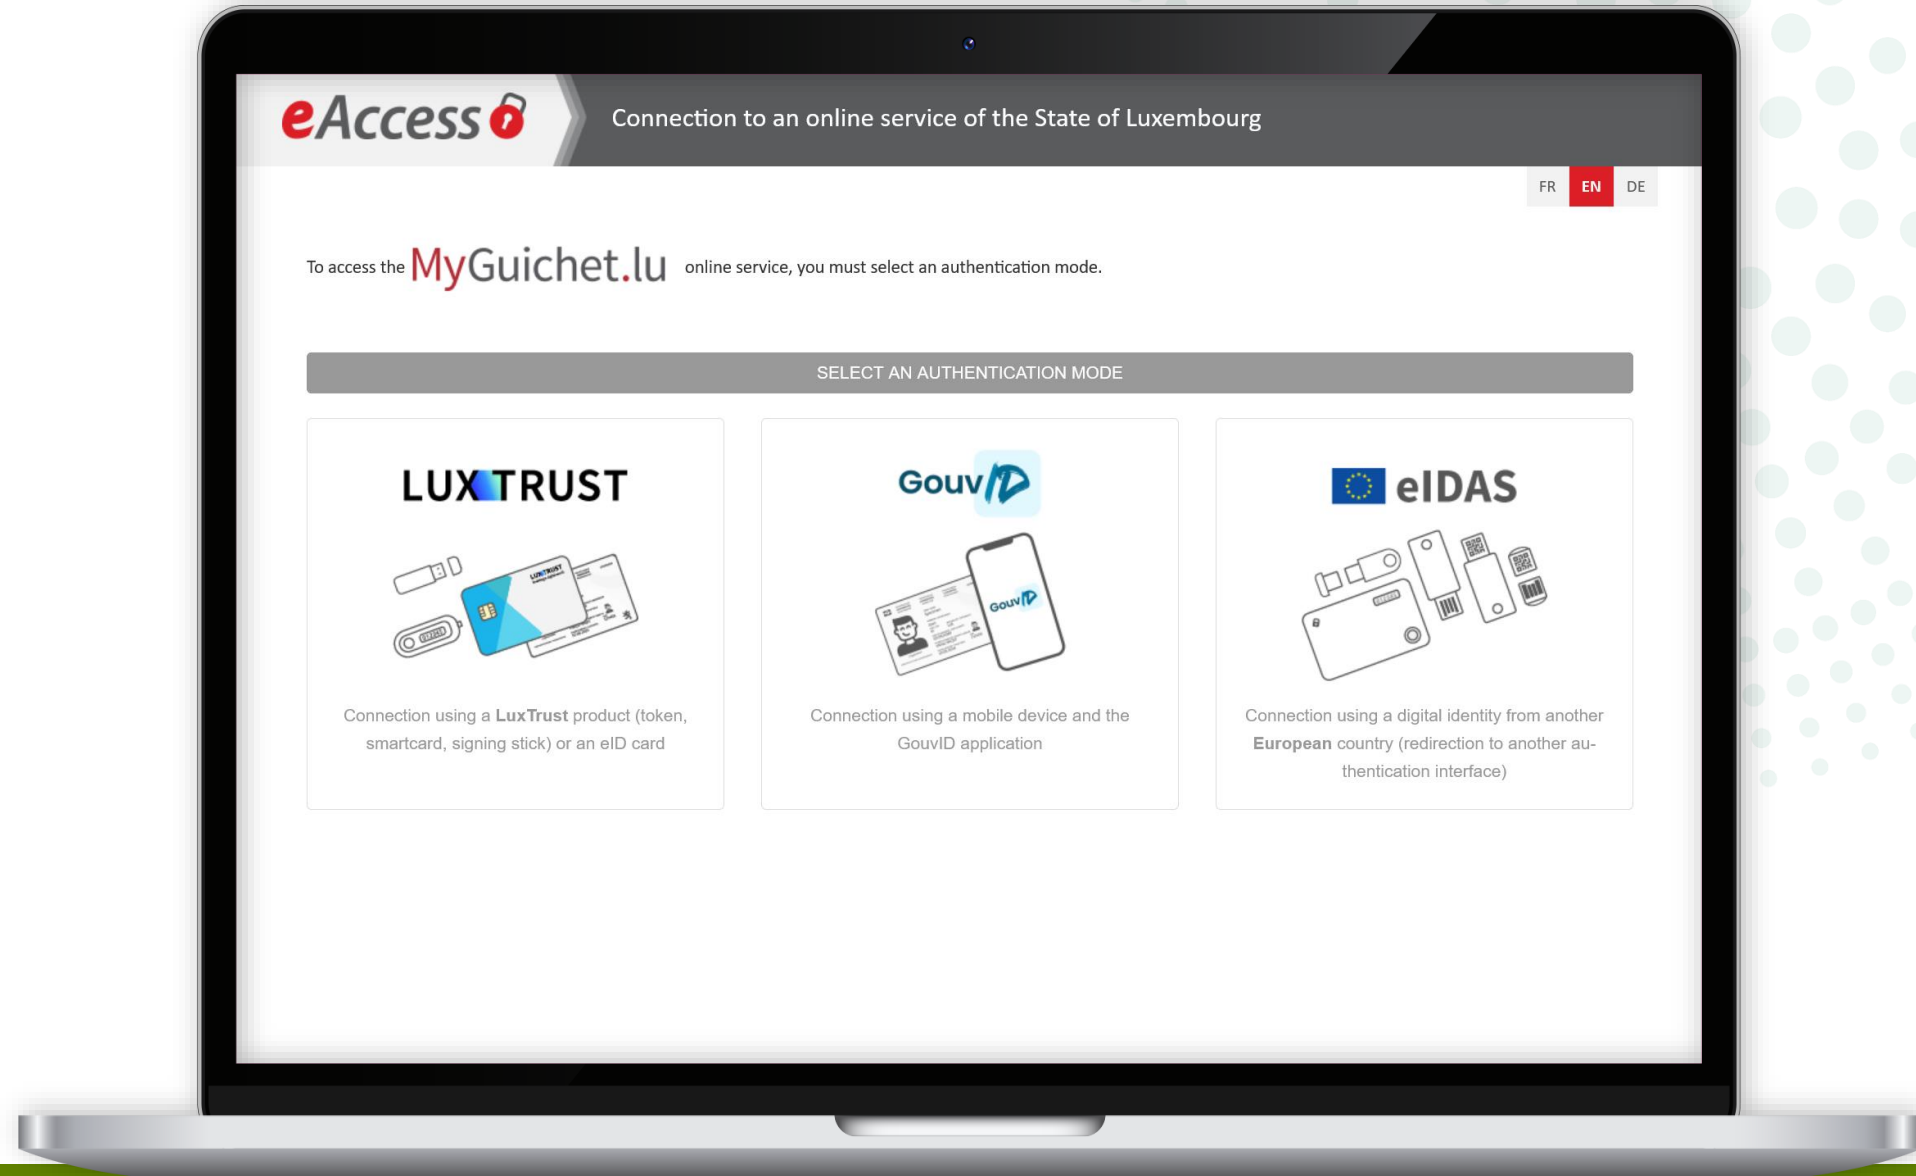 eAccess
Connection to an online service of the State of Luxembourg
FR EN DE
To access the MyGuichet.lu online service, you must select an authentication mode.
SELECT AN AUTHENTICATION MODE
LUXTRUST
LUXTRUST
Connection using a LuxTrust product (token,
smartcard, signing stick) or an eID card
GouvID
GouvID
Connection using a mobile device and the
GouvID application
eIDAS
Connection using a digital identity from another
European country (redirection to another au-
thentication interface)